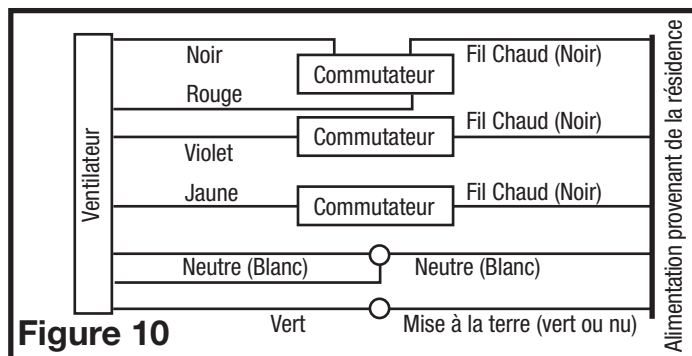 Ventilateur
Noir
Commutateur
Fil Chaud (Noir)
Rouge
Violet
Commutateur
Fil Chaud (Noir)
Jaune
Commutateur
Fil Chaud (Noir)
Neutre (Blanc)
Neutre (Blanc)
Vert
Mise à la terre (vert ou nu)
Alimentation provenant de la résidence
Figure 10